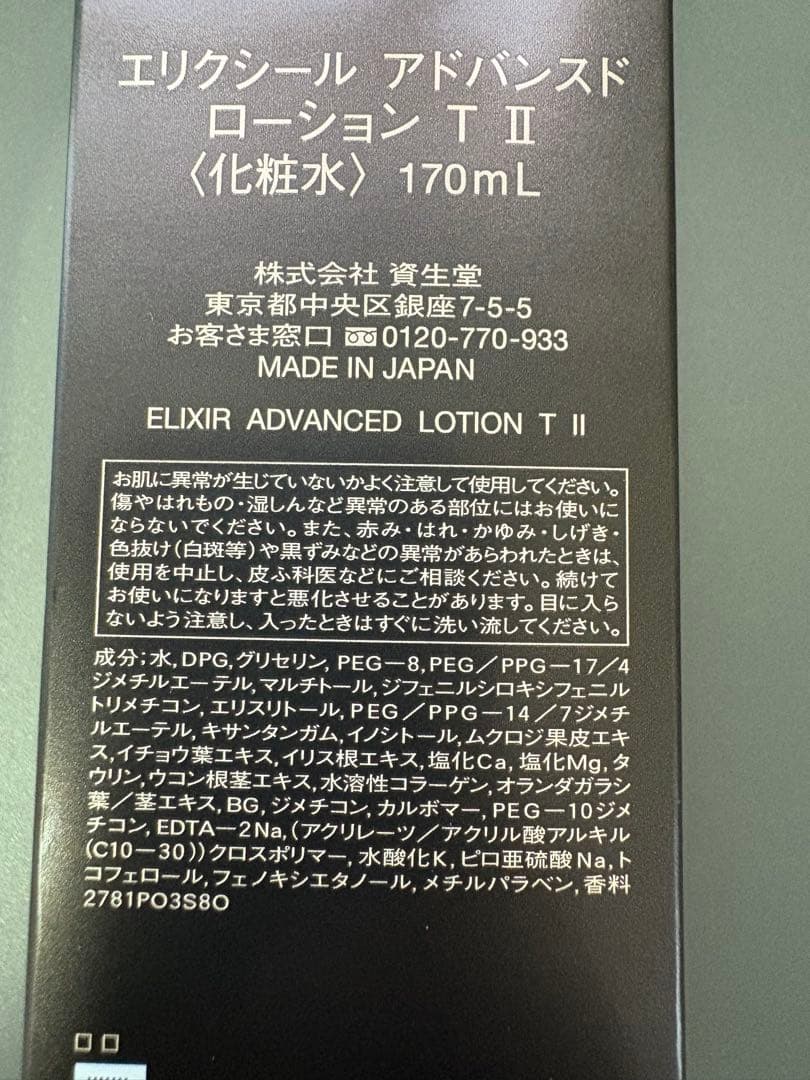 エリクシール アドバンスド
ローション T II
〈化粧水〉 170mL
株式会社 資生堂
東京都中央区銀座7-5-5
お客さま窓口 0120-770-933
MADE IN JAPAN
ELIXIR ADVANCED LOTION T II
お肌に異常が生じていないかよく注意して使用してください。
傷やはれもの・湿しんなど異常のある部位にはお使いに
ならないでください。また、赤み・はれ・かゆみ・しげき・
色抜け(白斑等)や黒ずみなどの異常があらわれたときは、
使用を中止し、皮ふ科医などにご相談ください。続けて
お使いになりますと悪化させることがあります。目に入ら
ないよう注意し、入ったときはすぐに洗い流してください。
成分;水,DPG,グリセリン,PEG-8,PEG/PPG-17/4
ジメチルエーテル,マルチトール,ジフェニルシロキシフェニル
トリメチコン,エリスリトール,PEG/PPG-14/7ジメチ
ルエーテル,キサンタンガム,イノシトール,ムクロジ果皮エキ
ス,イチョウ葉エキス,イリス根エキス,塩化Ca,塩化Mg,タ
ウリン,ウコン根茎エキス,水溶性コラーゲン,オランダガラシ
葉/茎エキス,BG,ジメチコン,カルボマー,PEG-10ジメ
チコン,EDTA-2Na,(アクリレーツ/アクリル酸アルキル
(C10-30))クロスポリマー,水酸化K,ピロ亜硫酸Na,ト
コフェロール,フェノキシエタノール,メチルパラベン,香料
2781PO3S8O